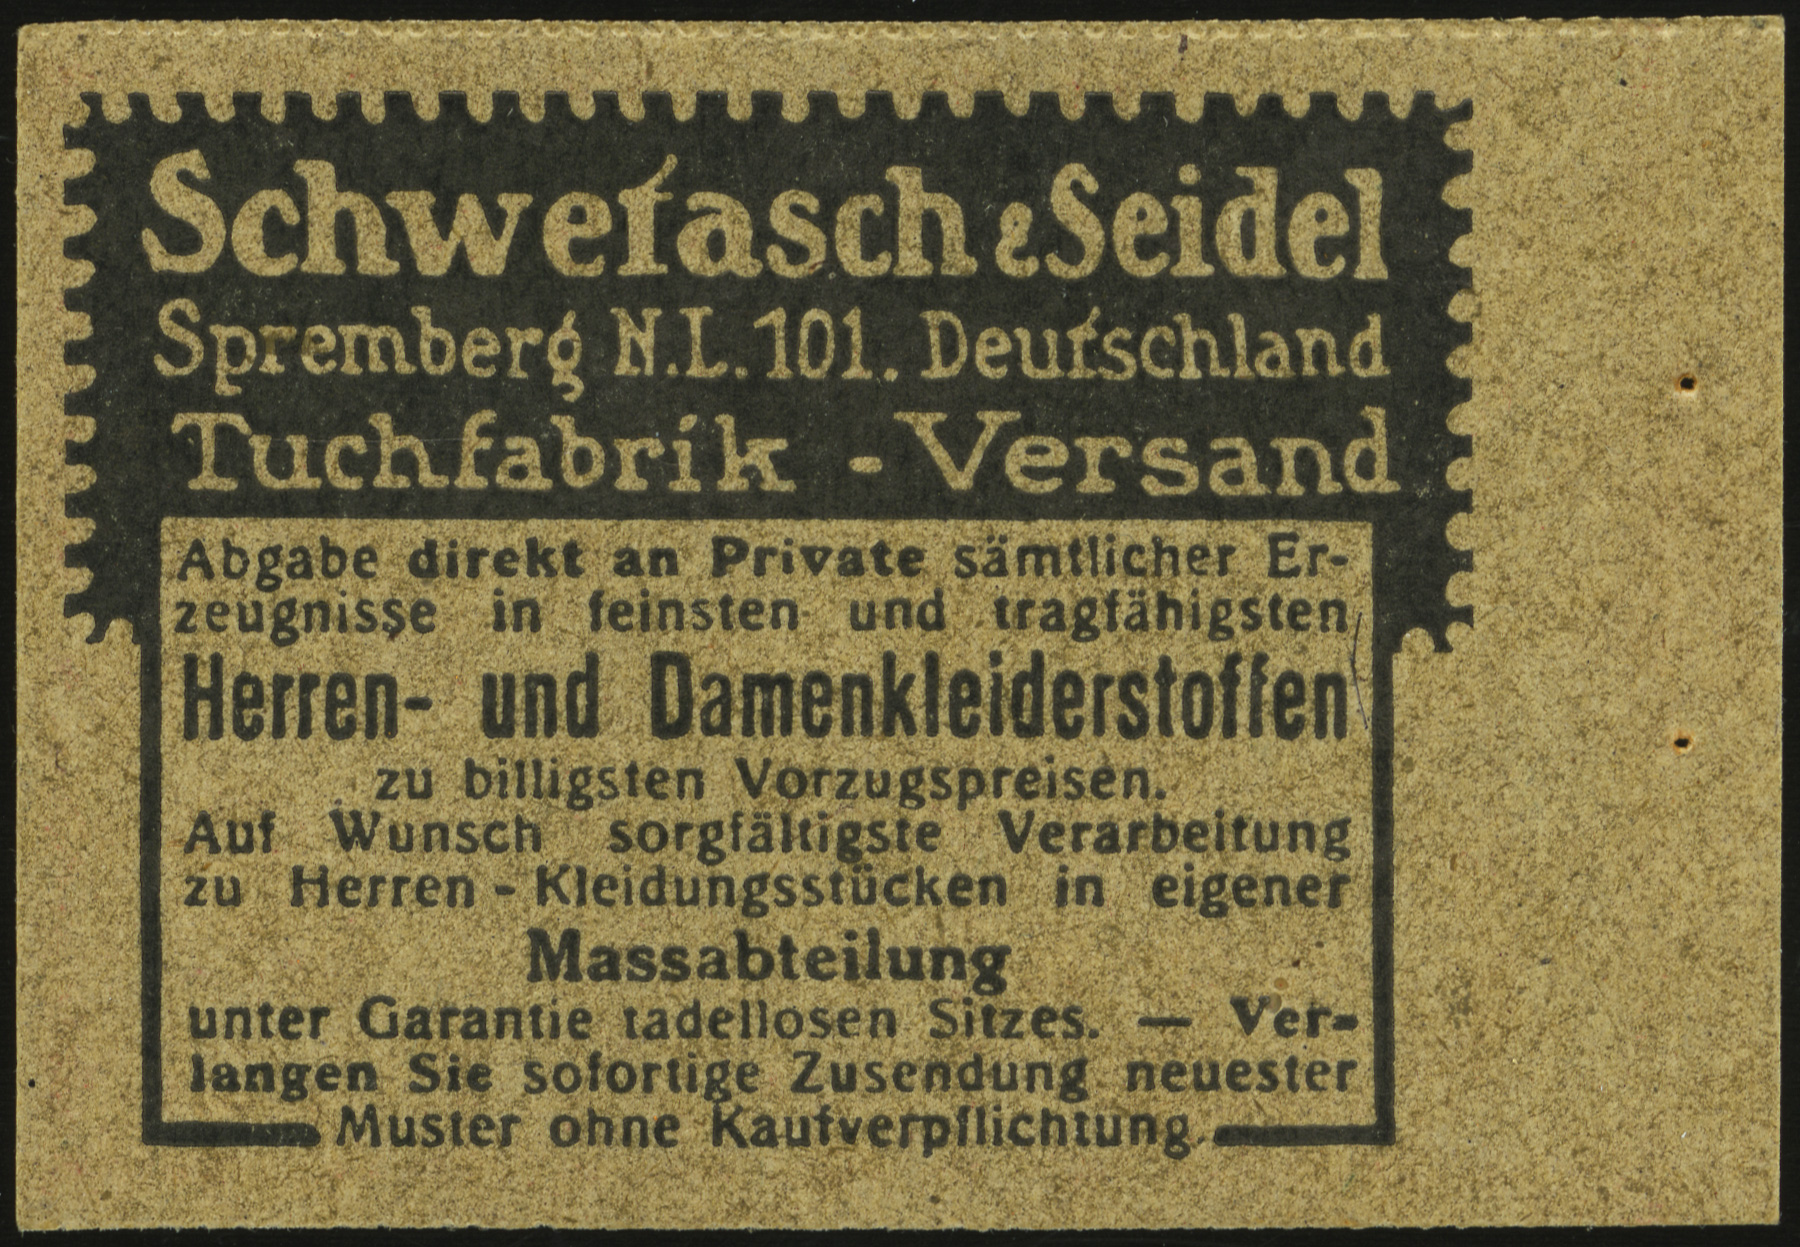 Schwetasch & Seidel
Spremberg N.L. 101. Deutschland
Tuchfabrik - Versand
Abgabe direkt an Private sämtlicher Er-
zeugnisse in feinsten und tragfähigsten
Herren- und Damenkleiderstoffen
zu billigsten Vorzugspreisen.
Auf Wunsch sorgfältigste Verarbeitung
zu Herren - Kleidungsstücken in eigener
Massabteilung
unter Garantie tadellosen Sitzes. — Ver-
langen Sie sofortige Zusendung neuester
Muster ohne Kaufverpflichtung.